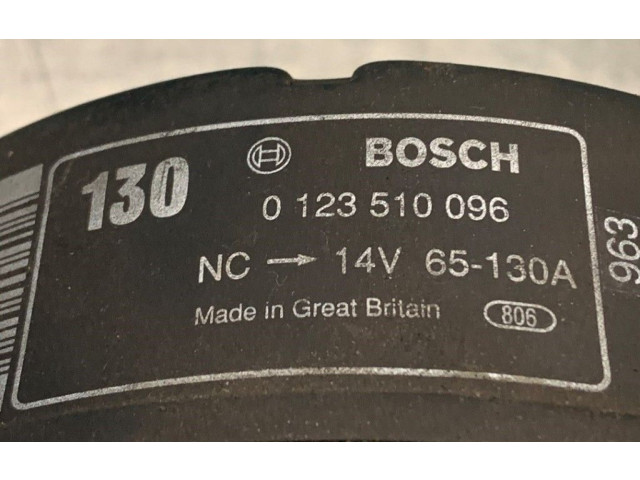 130
BOSCH
0 123 510 096
NC → 14V 65-130A
Made in Great Britain 806
963